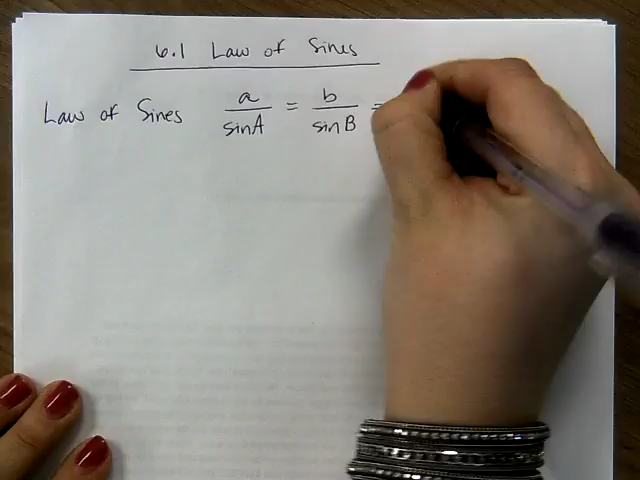 6.1 Law of Sines
Law of Sines a/sinA = b/sinB =